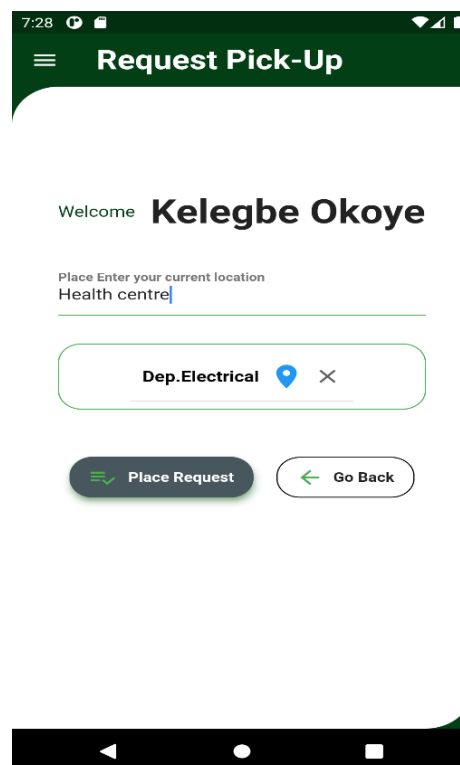 7:28
Request Pick-Up
Welcome Kelegbe Okoye
Place Enter your current location
Health centre
Dep.Electrical
Place Request
Go Back